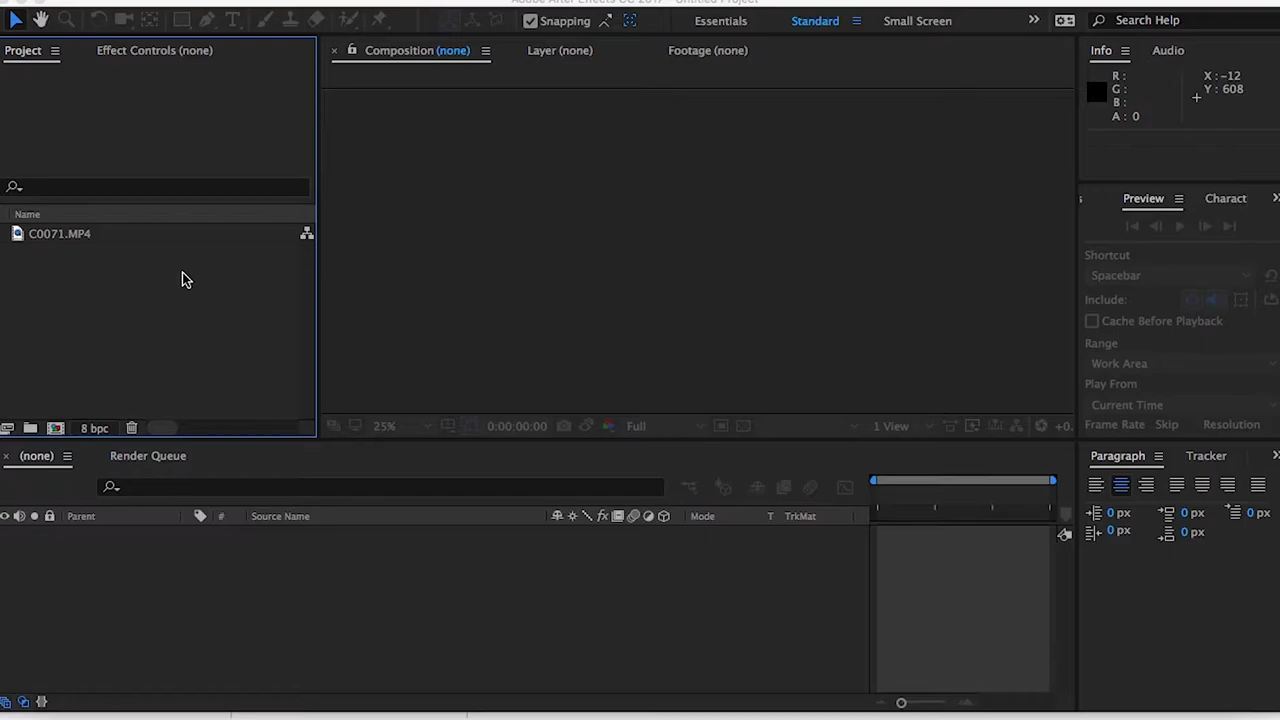 Snapping
Essentials
Standard
Small Screen
Search Help
Project
Effect Controls (none)
Composition (none)
Layer (none)
Footage (none)
Info
Audio
R :
G :
B :
A : 0
X : -12
Y : 608
Name
C0071.MP4
Preview
Charact
Shortcut
Spacebar
Include:
Cache Before Playback
Range
Work Area
Play From
Current Time
Frame Rate
Skip
Resolution
8 bpc
25%
0:00:00:00
Full
1 View
+0.
(none)
Render Queue
Paragraph
Tracker
Parent
#
Source Name
fx
Mode
T
TrkMat
0 px
0 px
0 px
0 px
0 px